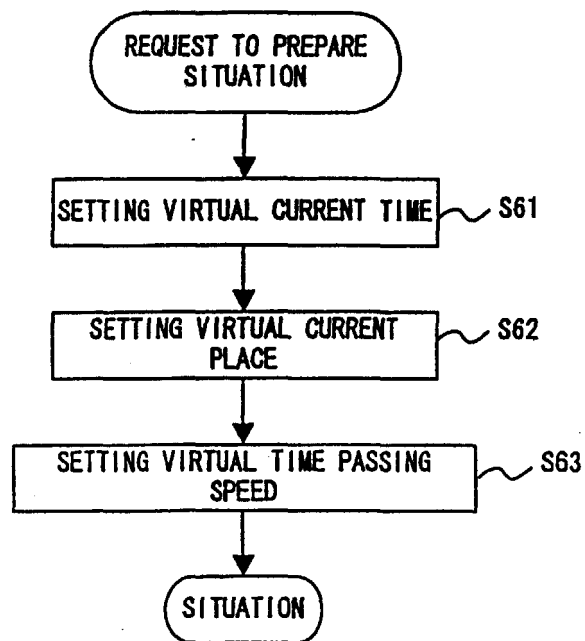 REQUEST TO PREPARE
SITUATION
SETTING VIRTUAL CURRENT TIME
S61
SETTING VIRTUAL CURRENT
PLACE
S62
SETTING VIRTUAL TIME PASSING
SPEED
S63
SITUATION